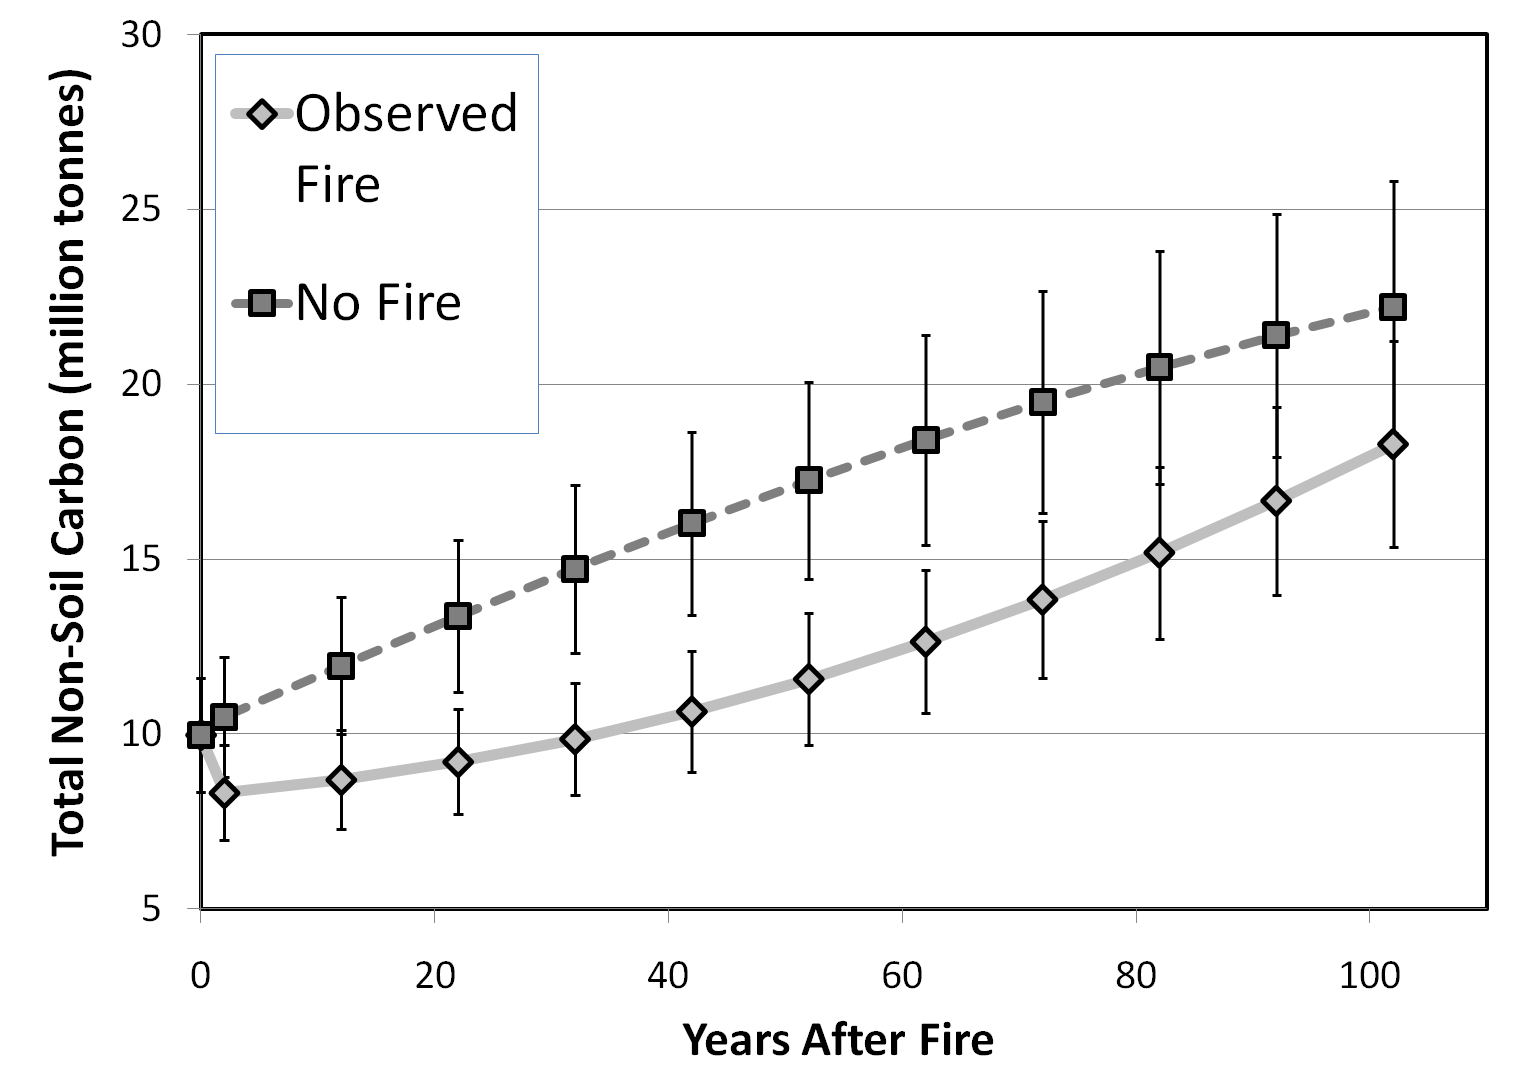 30
25
20
15
10
5
Total Non-Soil Carbon (million tonnes)
Observed
Fire
No Fire
0 20 40 60 80 100
Years After Fire